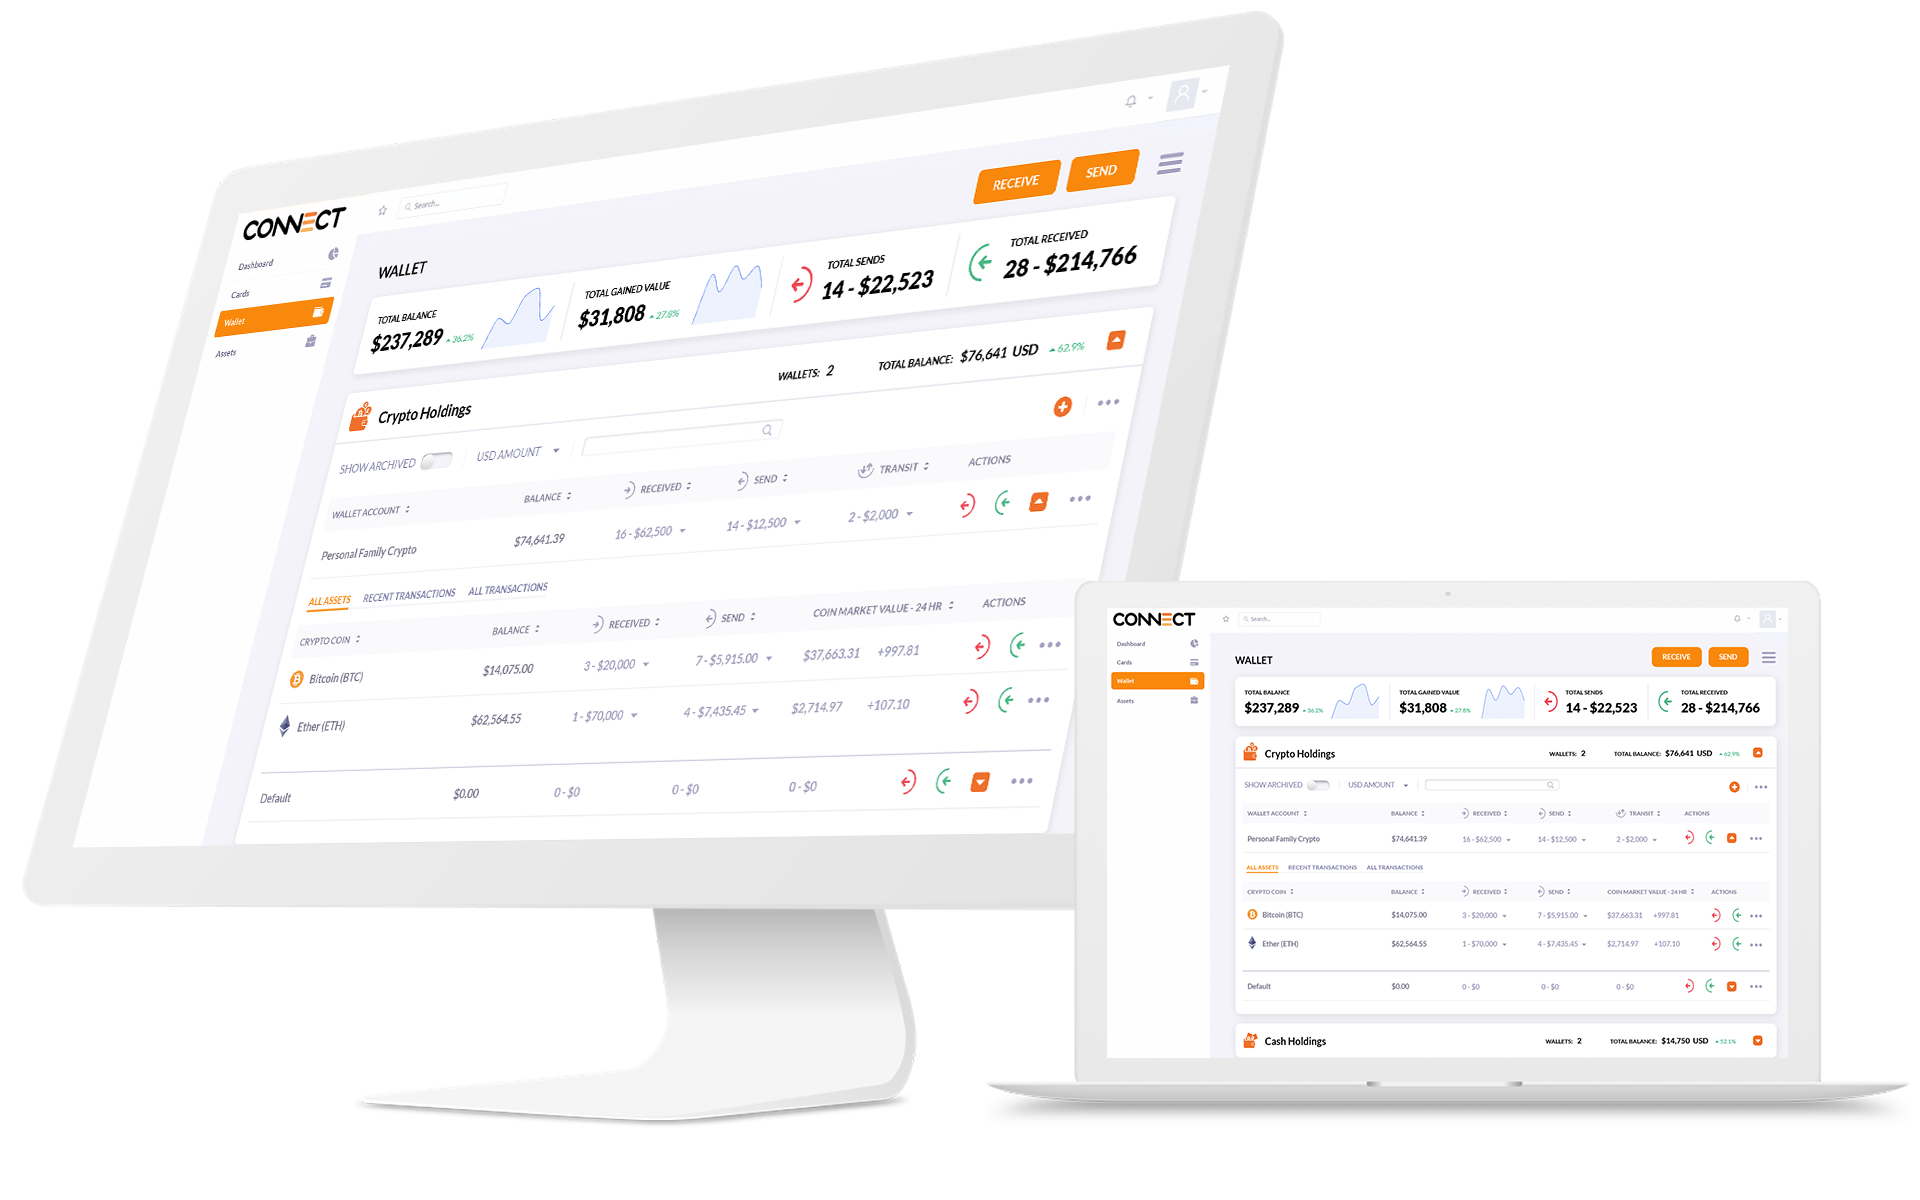 CONNECT
Search...
Dashboard
Cards
Wallet
Assets
RECEIVE
SEND
WALLET
TOTAL BALANCE
$237,289 36.2%
TOTAL GAINED VALUE
$31,808 27.8%
TOTAL SENDS
14 - $22,523
TOTAL RECEIVED
28 - $214,766
Crypto Holdings
WALLETS: 2
TOTAL BALANCE: $76,641 USD 62.9%
SHOW ARCHIVED
USD AMOUNT
WALLET ACCOUNT BALANCE RECEIVED SEND TRANSIT ACTIONS
Personal Family Crypto $74,641.39 16 - $62,500 14 - $12,500 2 - $2,000
ALL ASSETS RECENT TRANSACTIONS ALL TRANSACTIONS
CRYPTO COIN BALANCE RECEIVED SEND COIN MARKET VALUE - 24 HR ACTIONS
Bitcoin (BTC) $14,075.00 3 - $20,000 7 - $5,915.00 $37,663.31 +997.81
Ether (ETH) $62,564.55 1 - $70,000 4 - $7,435.45 $2,714.97 +107.10
Default $0.00 0 - $0 0 - $0 0 - $0
CONNECT
Search...
Dashboard
Cards
Wallet
Assets
WALLET
RECEIVE
SEND
TOTAL BALANCE
$237,289 36.2%
TOTAL GAINED VALUE
$31,808 27.8%
TOTAL SENDS
14 - $22,523
TOTAL RECEIVED
28 - $214,766
Crypto Holdings WALLETS: 2 TOTAL BALANCE: $76,641 USD 62.9%
SHOW ARCHIVED USD AMOUNT
WALLET ACCOUNT BALANCE RECEIVED SEND TRANSIT ACTIONS
Personal Family Crypto $74,641.39 16 - $62,500 14 - $12,500 2 - $2,000
ALL ASSETS RECENT TRANSACTIONS ALL TRANSACTIONS
CRYPTO COIN BALANCE RECEIVED SEND COIN MARKET VALUE - 24 HR ACTIONS
Bitcoin (BTC) $14,075.00 3 - $20,000 7 - $5,915.00 $37,663.31 +997.81
Ether (ETH) $62,564.55 1 - $70,000 4 - $7,435.45 $2,714.97 +107.10
Default $0.00 0 - $0 0 - $0 0 - $0
Cash Holdings WALLETS: 2 TOTAL BALANCE: $14,750 USD 52.1%